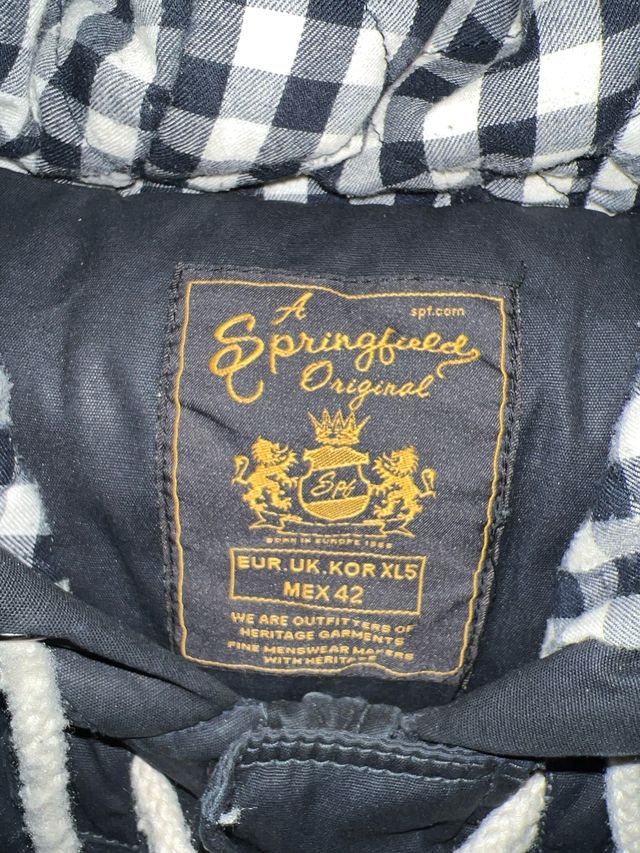 A
spf.com
Springfield
Original
Spf
BORN IN EUROPE 1988
EUR.UK.KOR XL5
MEX 42
WE ARE OUTFITTERS OF
HERITAGE GARMENTS
FINE MENSWEAR MAKERS
WITH HERITAGE